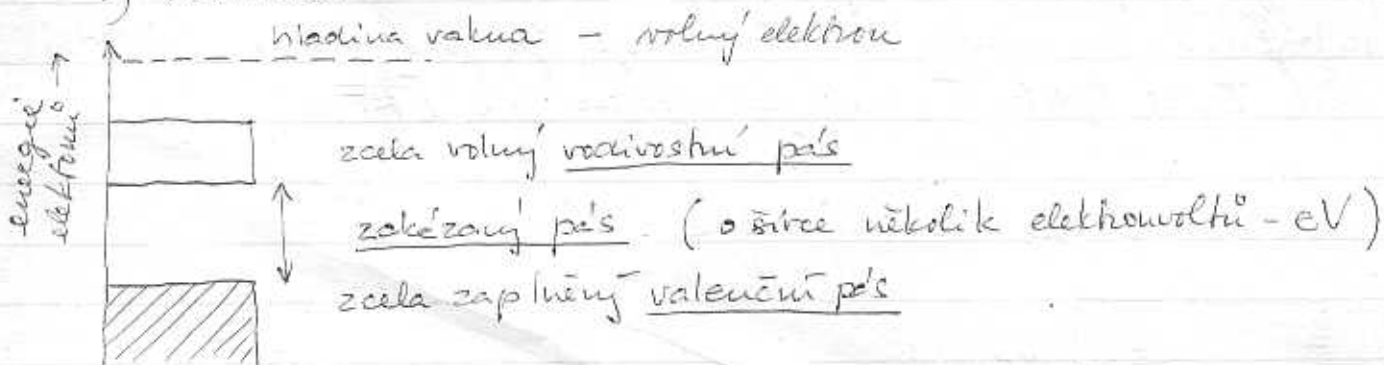 hladina vakua - volný elektron
energie
elektronů →
zcela volný vodivostní pás
zakázaný pás. (o šířce několik elektronvoltů - eV)
zcela zaplněný valenční pás